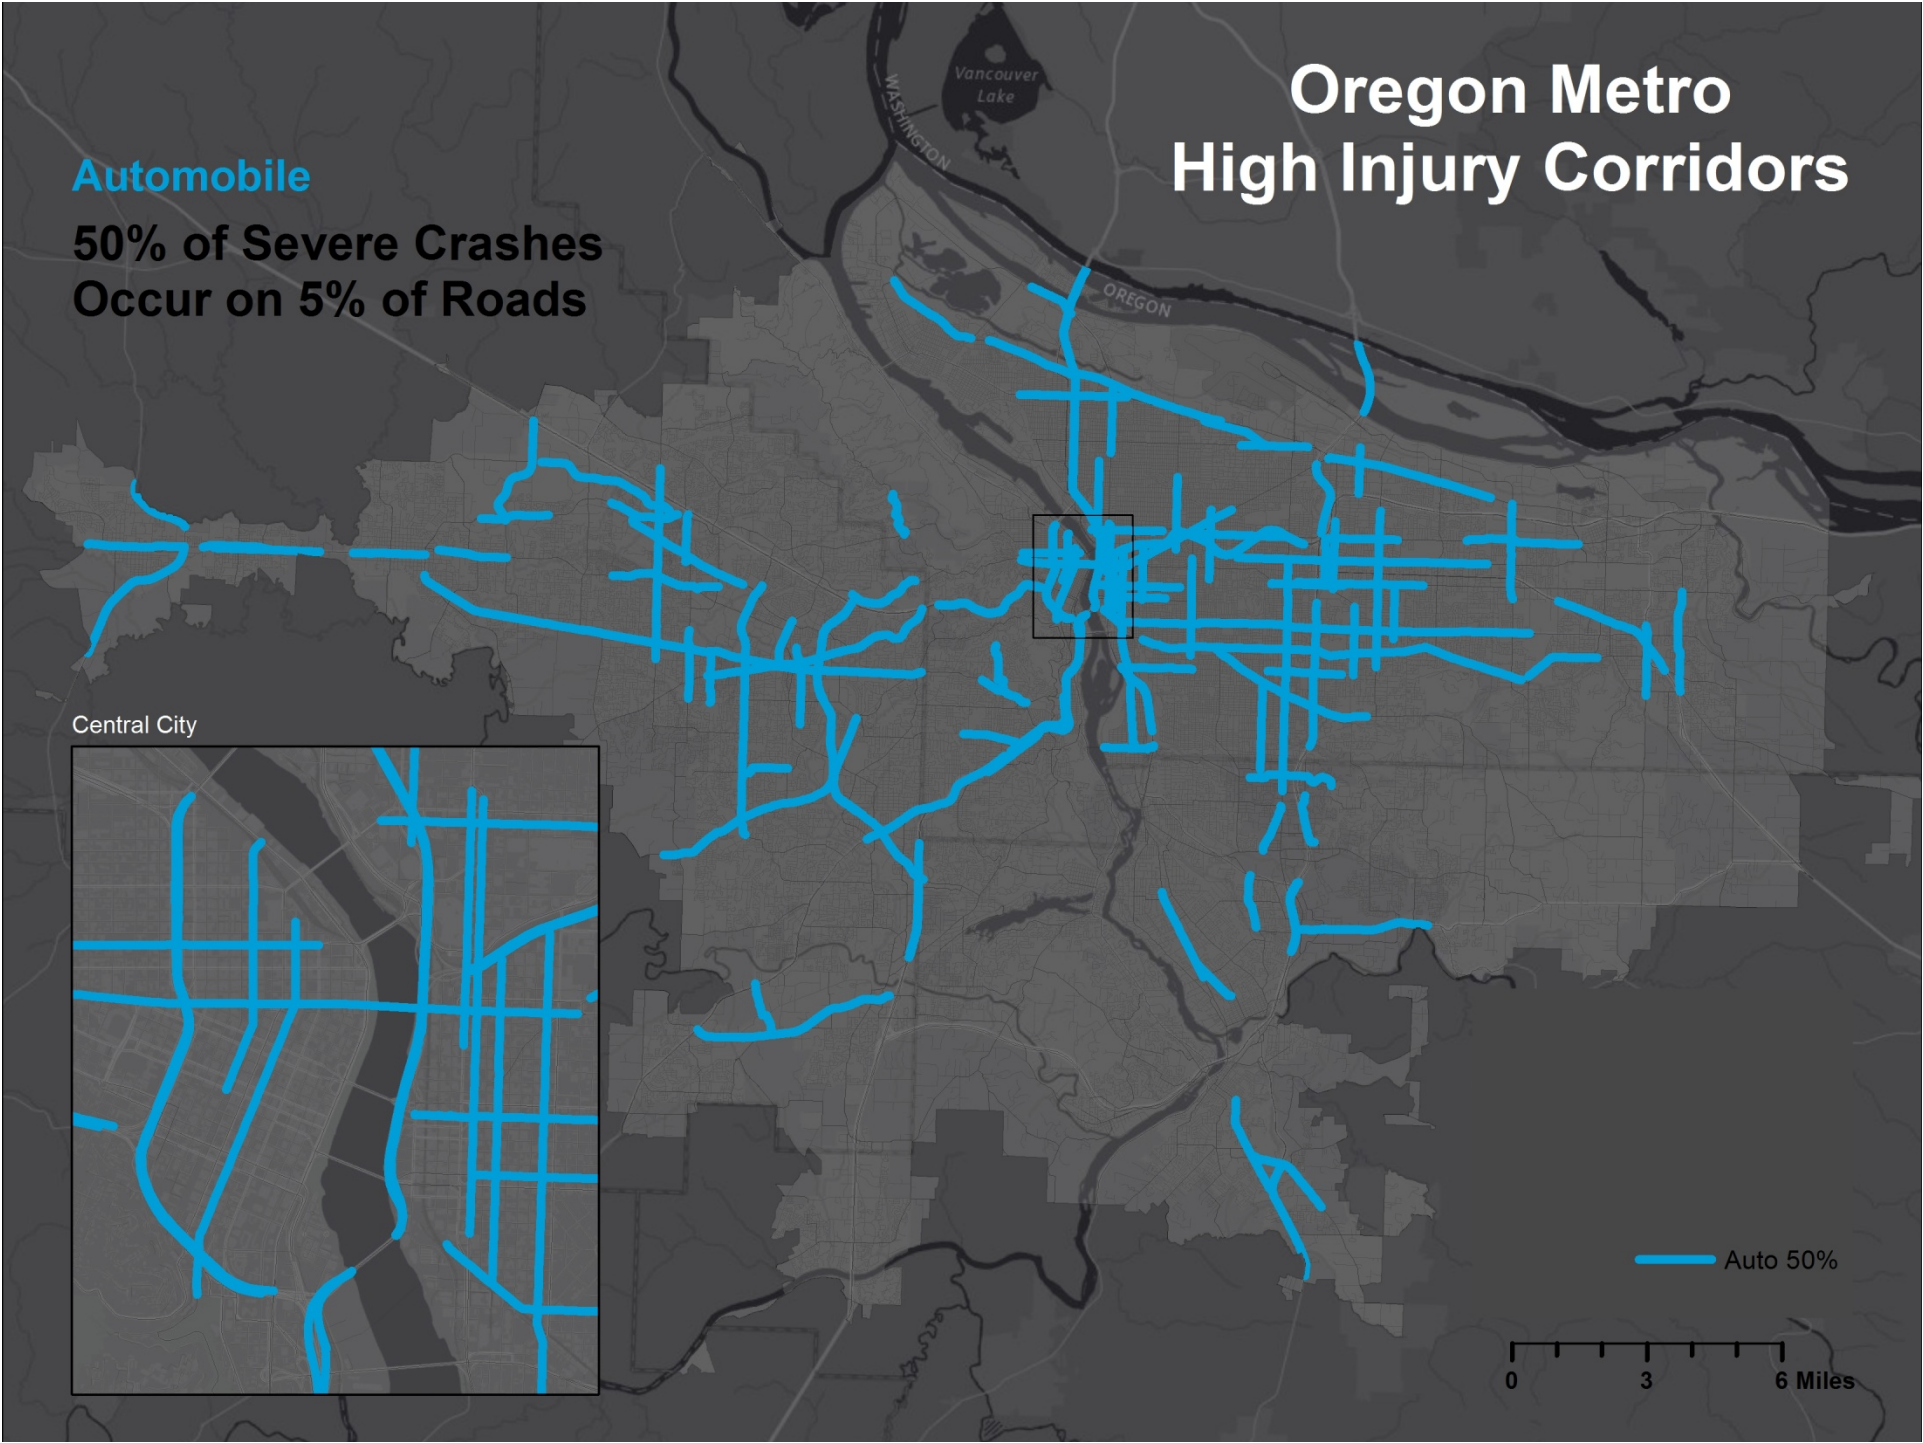 Oregon Metro
High Injury Corridors
Automobile
50% of Severe Crashes
Occur on 5% of Roads
Vancouver
Lake
WASHINGTON
OREGON
Central City
Auto 50%
0 3 6 Miles